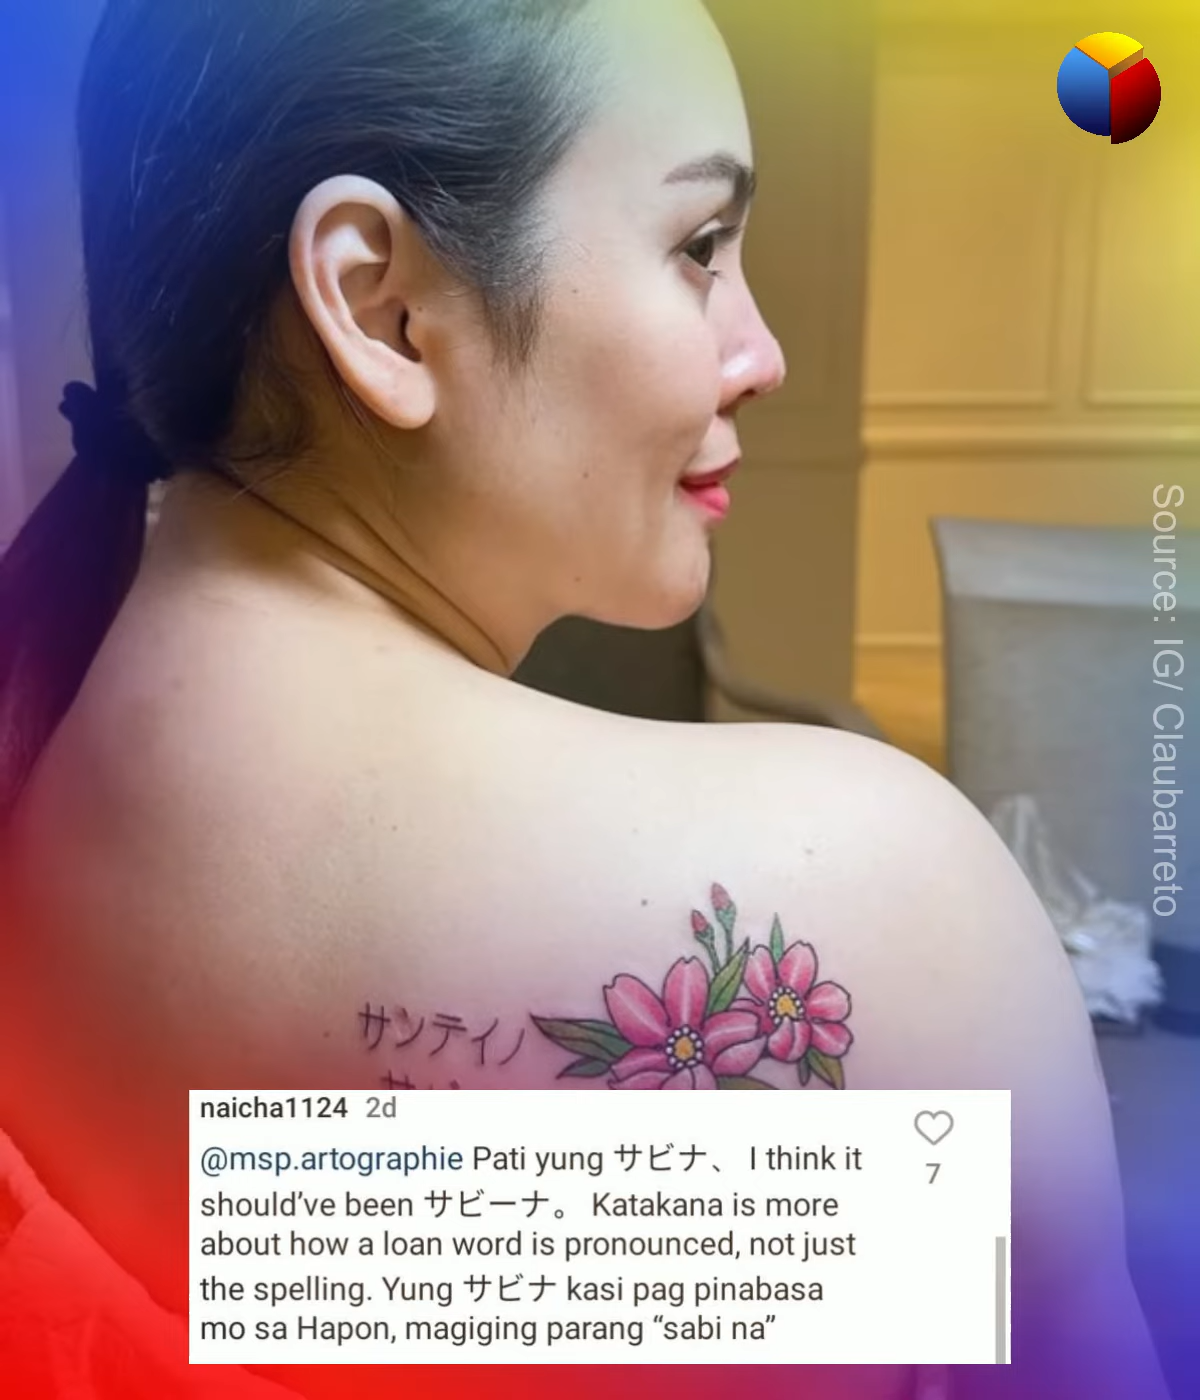 サンティノ
naicha1124 2d
@msp.artographie Pati yung サビナ、 I think it
should’ve been サビーナ。 Katakana is more
about how a loan word is pronounced, not just
the spelling. Yung サビナ kasi pag pinabasa
mo sa Hapon, magiging parang “sabi na”
7
Source: IG/ Claubarreto